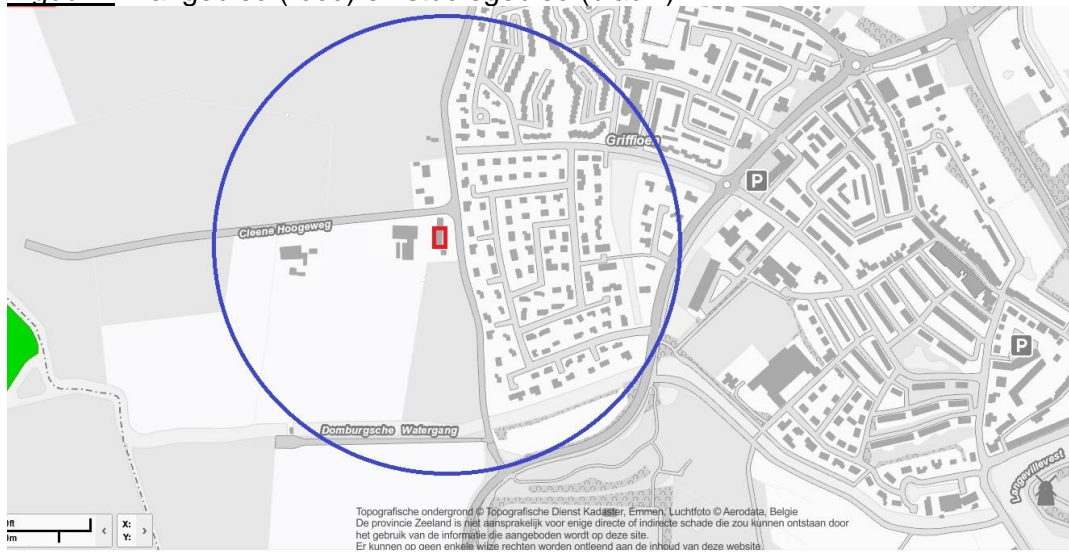 Griffioen
P
Cleene Hoogeweg
P
Domburgsche Watergang
Langevillevest
X:
Y:
Topografische ondergrond © Topografische Dienst Kadaster, Emmen, Luchtfoto © Aerodata, Belgie
De provincie Zeeland is niet aansprakelijk voor enige directe of indirecte schade die zou kunnen ontstaan door
het gebruik van de informatie die aangeboden wordt op deze site.
Er kunnen op geen enkele wijze rechten worden ontleend aan de inhoud van deze website.